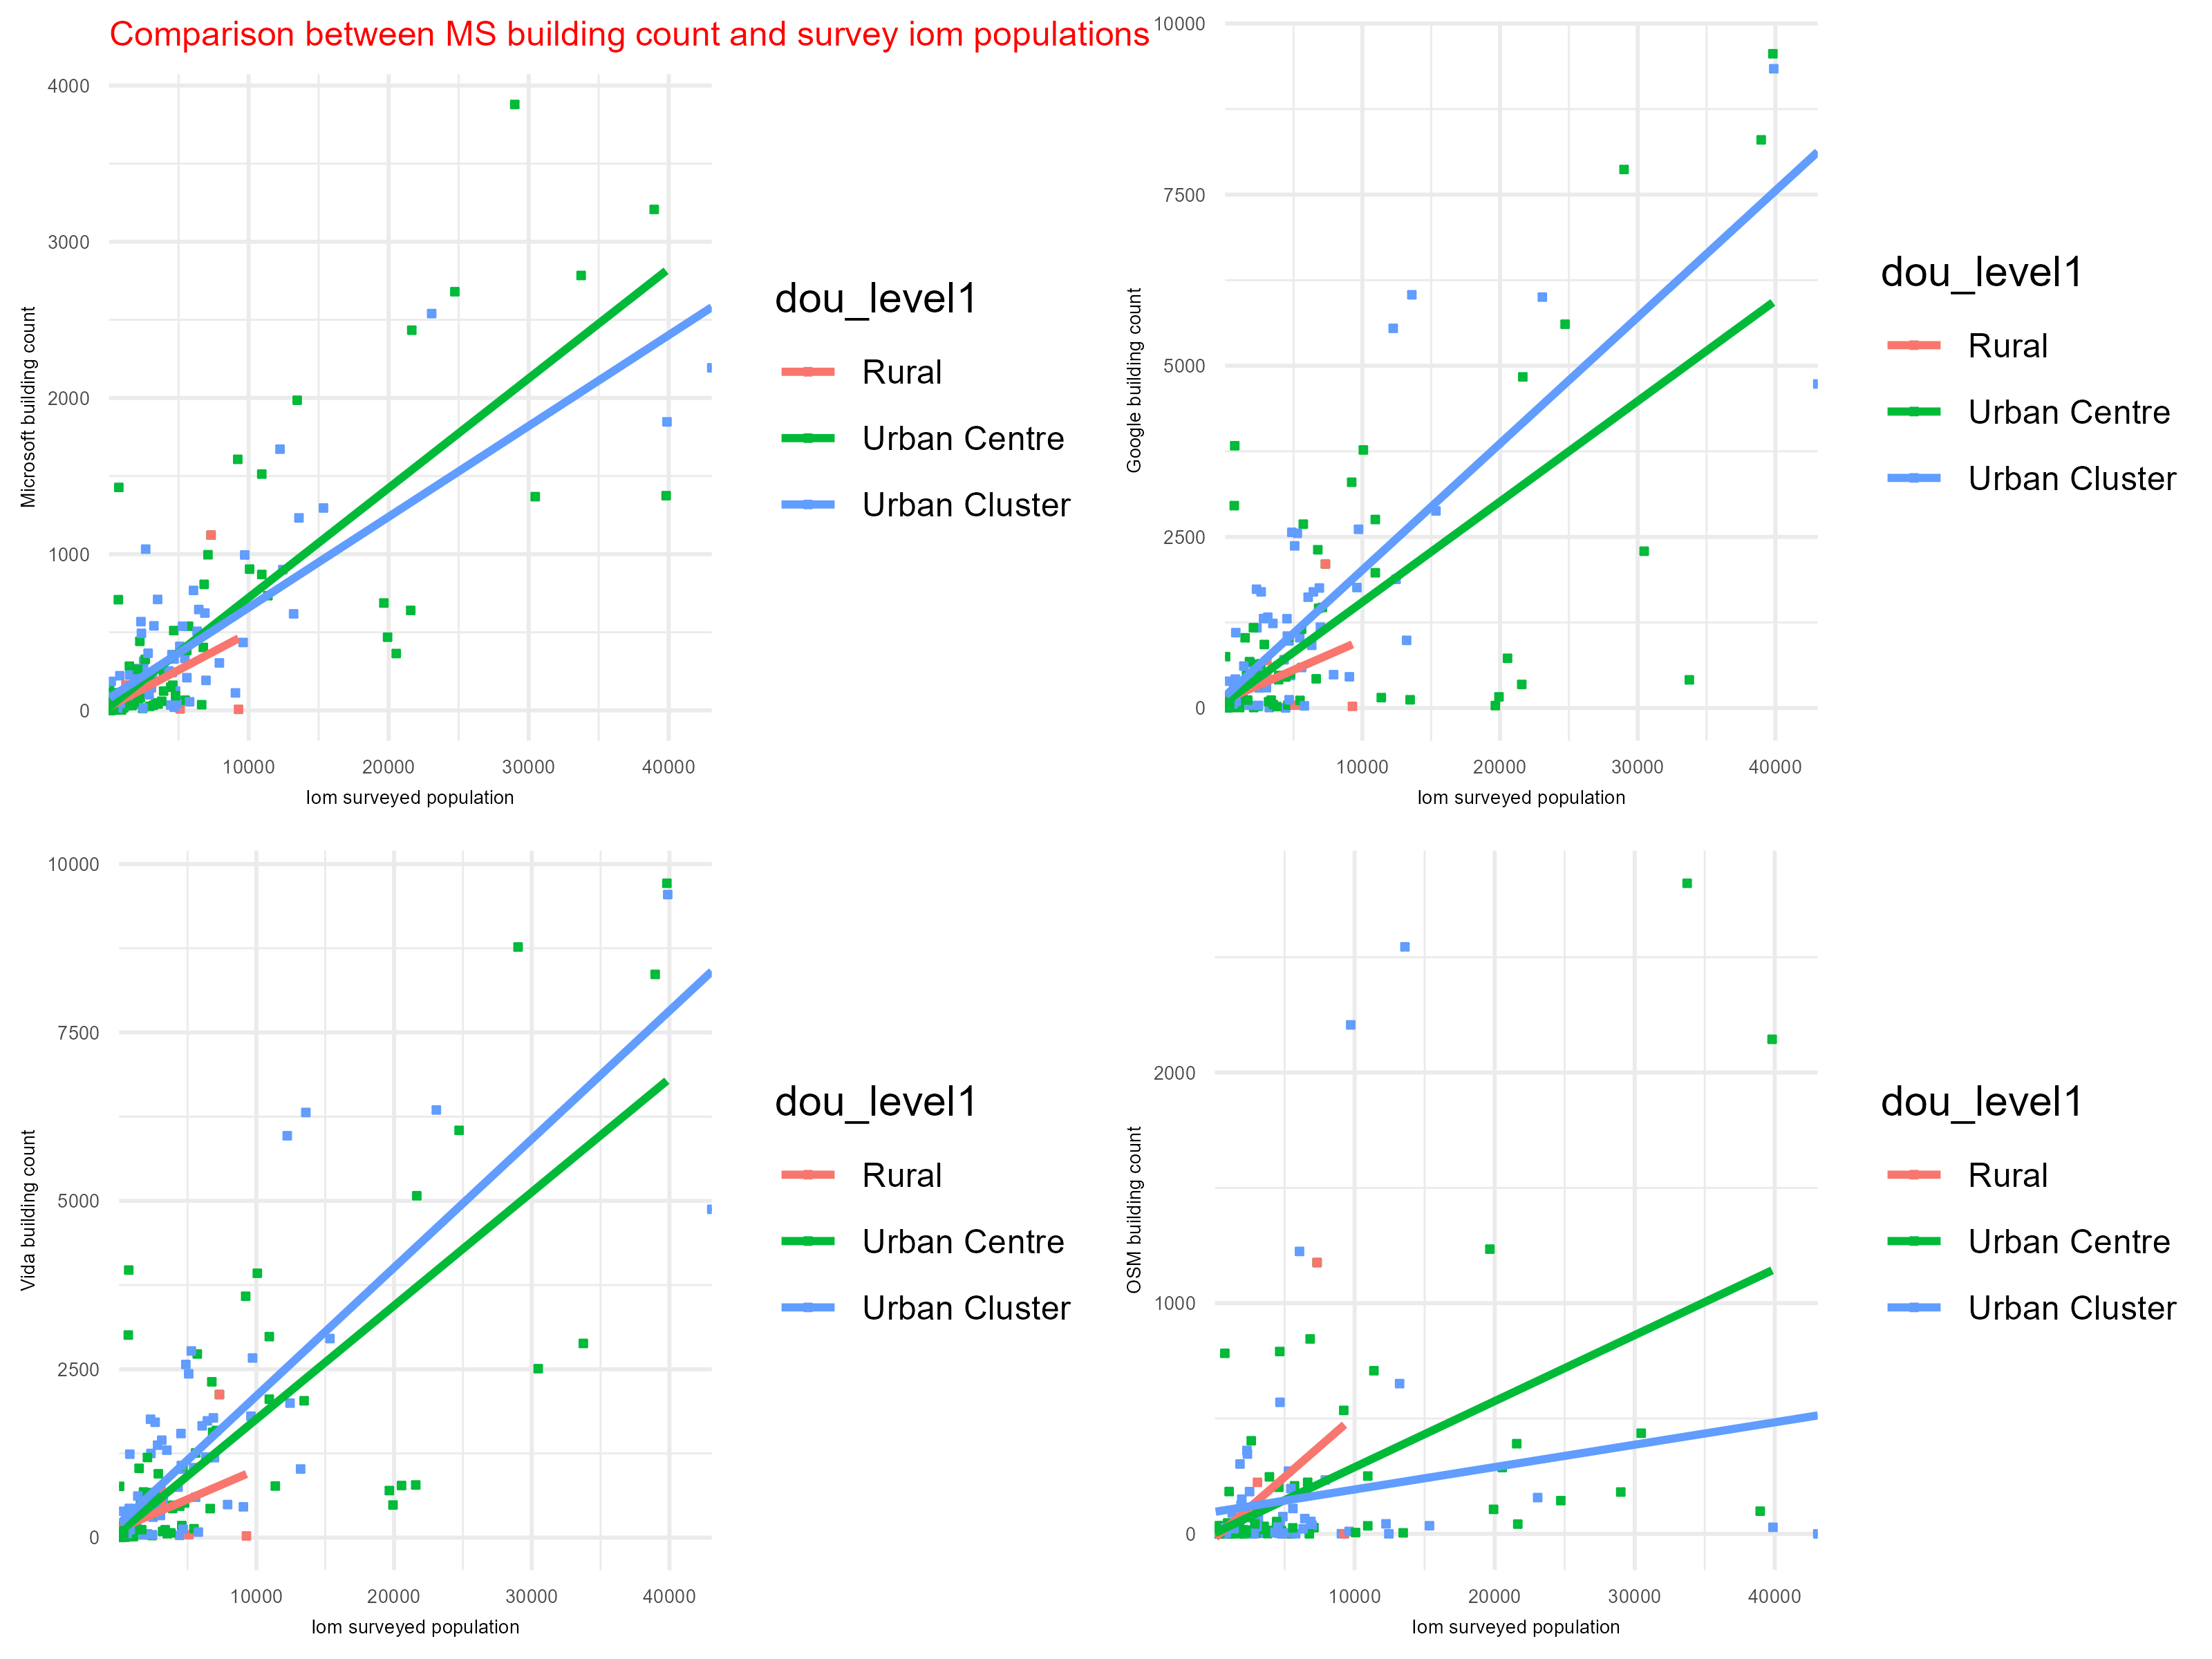 Comparison between MS building count and survey iom populations
4000
3000
2000
1000
0
Microsoft building count
10000 20000 30000 40000
Iom surveyed population
dou_level1
Rural
Urban Centre
Urban Cluster
10000
7500
5000
2500
0
Google building count
10000 20000 30000 40000
Iom surveyed population
dou_level1
Rural
Urban Centre
Urban Cluster
10000
7500
5000
2500
0
Vida building count
10000 20000 30000 40000
Iom surveyed population
dou_level1
Rural
Urban Centre
Urban Cluster
2000
1000
0
OSM building count
10000 20000 30000 40000
Iom surveyed population
dou_level1
Rural
Urban Centre
Urban Cluster